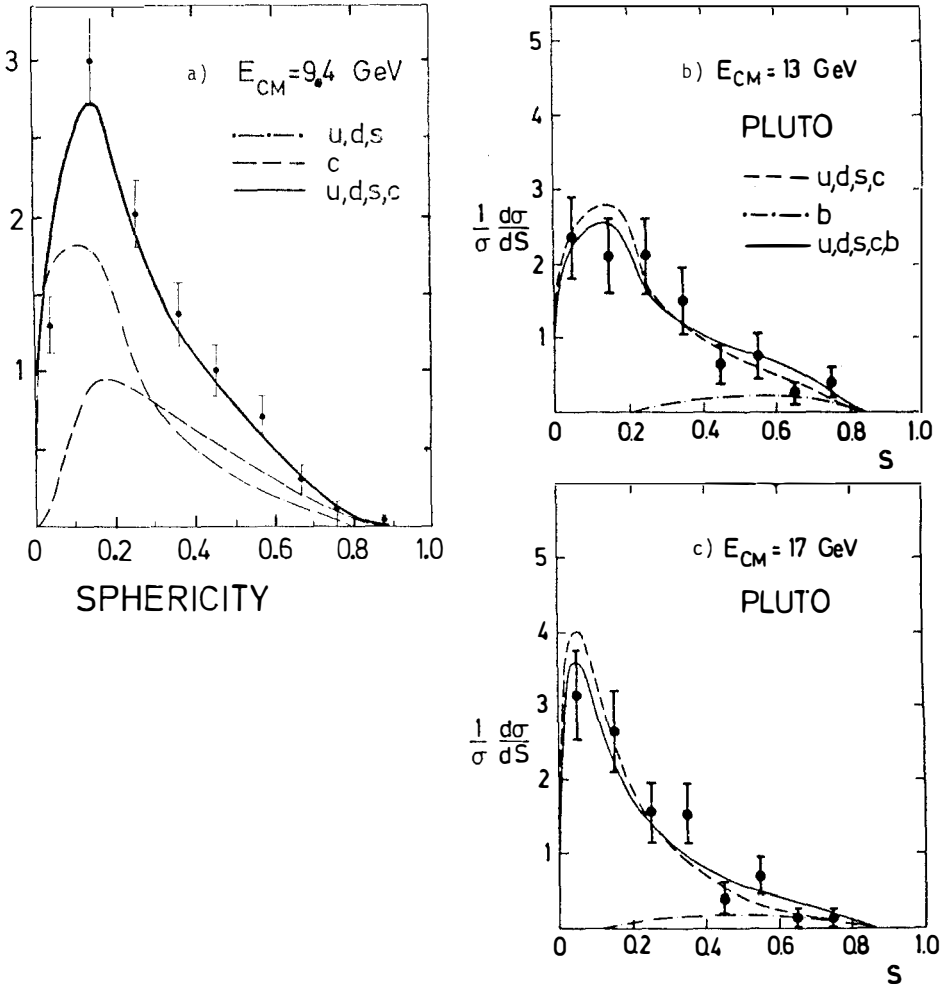 3
2
1
0 0.2 0.4 0.6 0.8 1.0
SPHERICITY
a) E_CM = 9.4 GeV
u,d,s
c
u,d,s,c
5
4
3
2
1
1/σ dσ/dS
0 0.2 0.4 0.6 0.8 1.0
S
b) E_CM = 13 GeV
PLUTO
u,d,s,c
b
u,d,s,c,b
5
4
3
2
1
1/σ dσ/dS
0 0.2 0.4 0.6 0.8 1.0
S
c) E_CM = 17 GeV
PLUTO